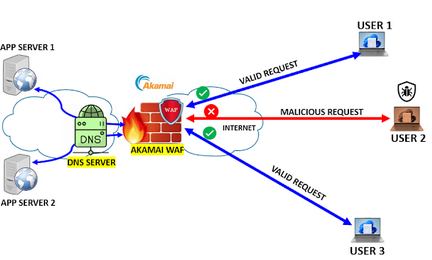 USER 1
APP SERVER 1
Akamai
VALID REQUEST
WAF
MALICIOUS REQUEST
INTERNET
DNS
USER 2
DNS SERVER
AKAMAI WAF
VALID REQUEST
APP SERVER 2
USER 3